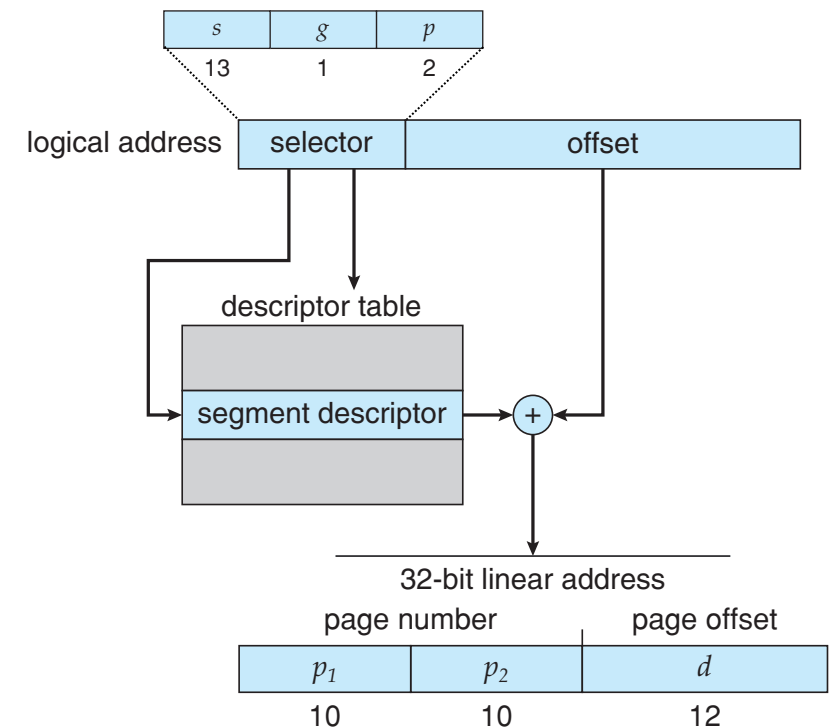 s g p
13 1 2
logical address selector offset
descriptor table
segment descriptor +
32-bit linear address
page number page offset
p1 p2 d
10 10 12